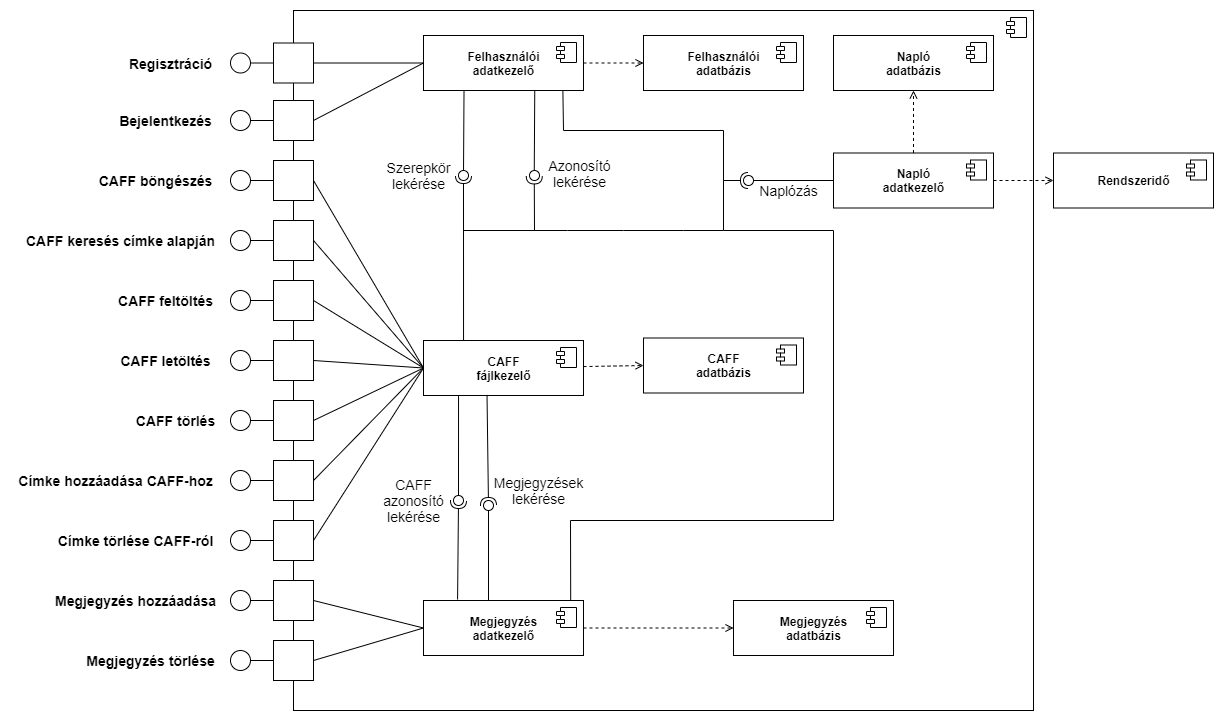 Regisztráció
Bejelentkezés
CAFF böngészés
CAFF keresés címke alapján
CAFF feltöltés
CAFF letöltés
CAFF törlés
Címke hozzáadása CAFF-hoz
Címke törlése CAFF-ról
Megjegyzés hozzáadása
Megjegyzés törlése
Felhasználói
adatkezelő
Felhasználói
adatbázis
Napló
adatbázis
Szerepkör
lekérése
Azonosító
lekérése
Naplózás
Napló
adatkezelő
Rendszeridő
CAFF
fájlkezelő
CAFF
adatbázis
CAFF
azonosító
lekérése
Megjegyzések
lekérése
Megjegyzés
adatkezelő
Megjegyzés
adatbázis